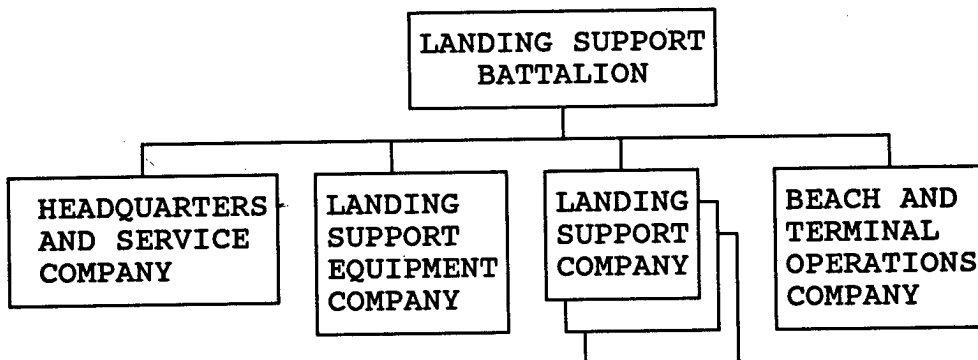 LANDING SUPPORT
BATTALION
HEADQUARTERS
AND SERVICE
COMPANY
LANDING
SUPPORT
EQUIPMENT
COMPANY
LANDING
SUPPORT
COMPANY
BEACH AND
TERMINAL
OPERATIONS
COMPANY